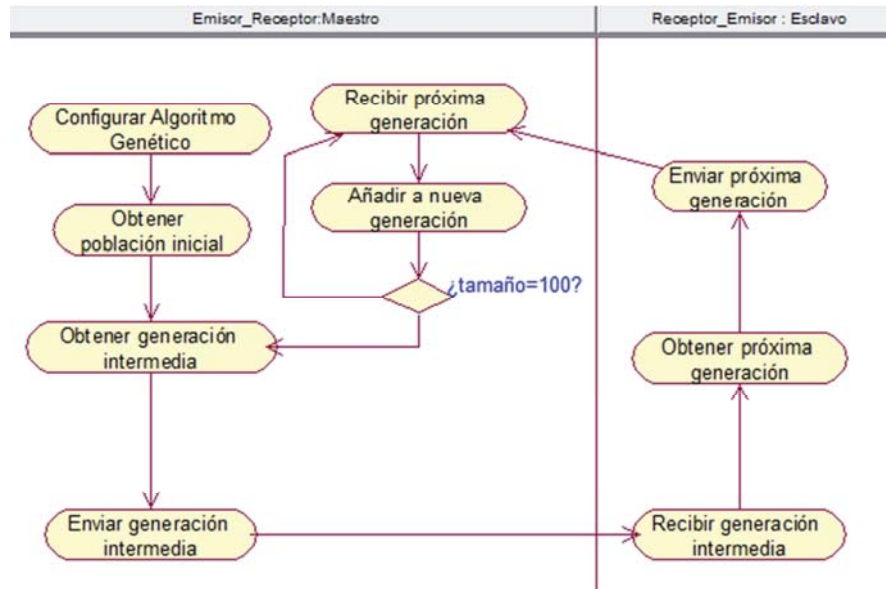 Emisor_Receptor:Maestro
Receptor_Emisor : Esclavo
Configurar Algoritmo
Genético
Obtener
población inicial
Obtener generación
intermedia
Enviar generación
intermedia
Recibir próxima
generación
Añadir a nueva
generación
¿tamaño=100?
Enviar próxima
generación
Obtener próxima
generación
Recibir generación
intermedia